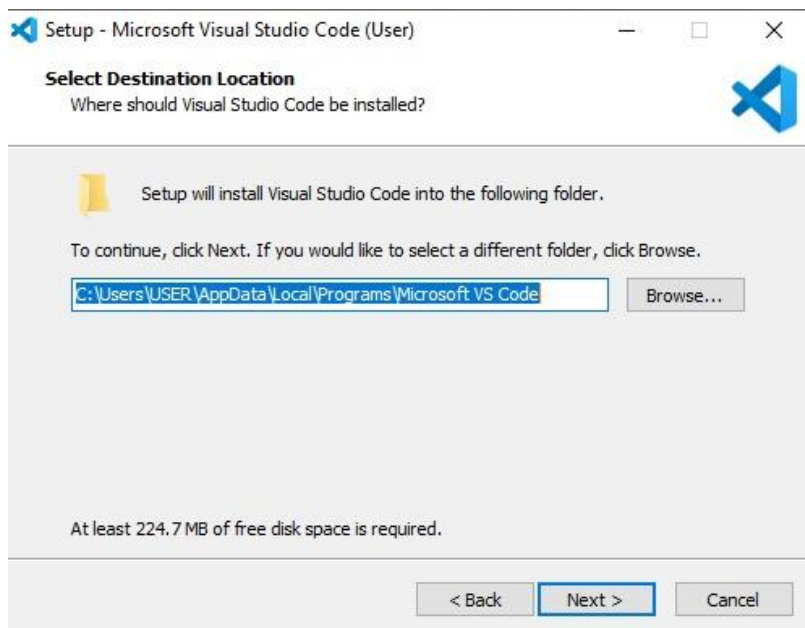 Setup - Microsoft Visual Studio Code (User)
Select Destination Location
Where should Visual Studio Code be installed?
Setup will install Visual Studio Code into the following folder.
To continue, click Next. If you would like to select a different folder, click Browse.
C:\Users\USER\AppData\Local\Programs\Microsoft VS Code
Browse...
At least 224.7 MB of free disk space is required.
< Back
Next >
Cancel